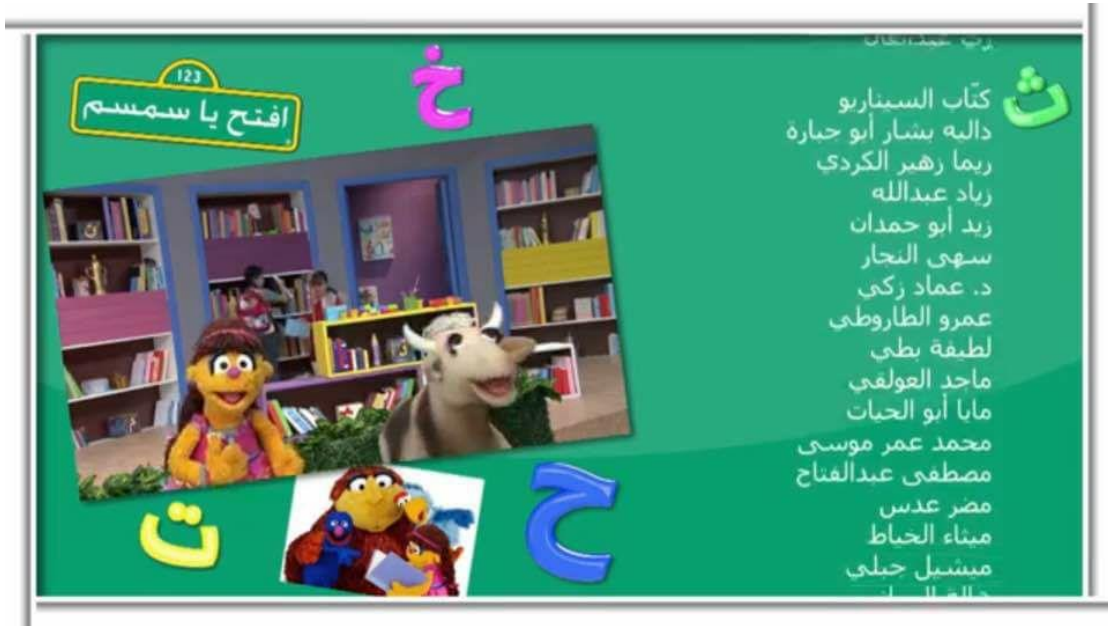 123
افتح يا سمسم
خ
ث
كتّاب السيناريو
داليه بشار أبو جبارة
ريما زهير الكردي
زياد عبدالله
زيد أبو حمدان
سهى النجار
د. عماد زكي
عمرو الطاروطي
لطيفة بطي
ماجد العولقي
مايا أبو الحيات
محمد عمر موسى
مصطفى عبدالفتاح
مضر عدس
ميثاء الخياط
ميشيل جبلي
ت
ح